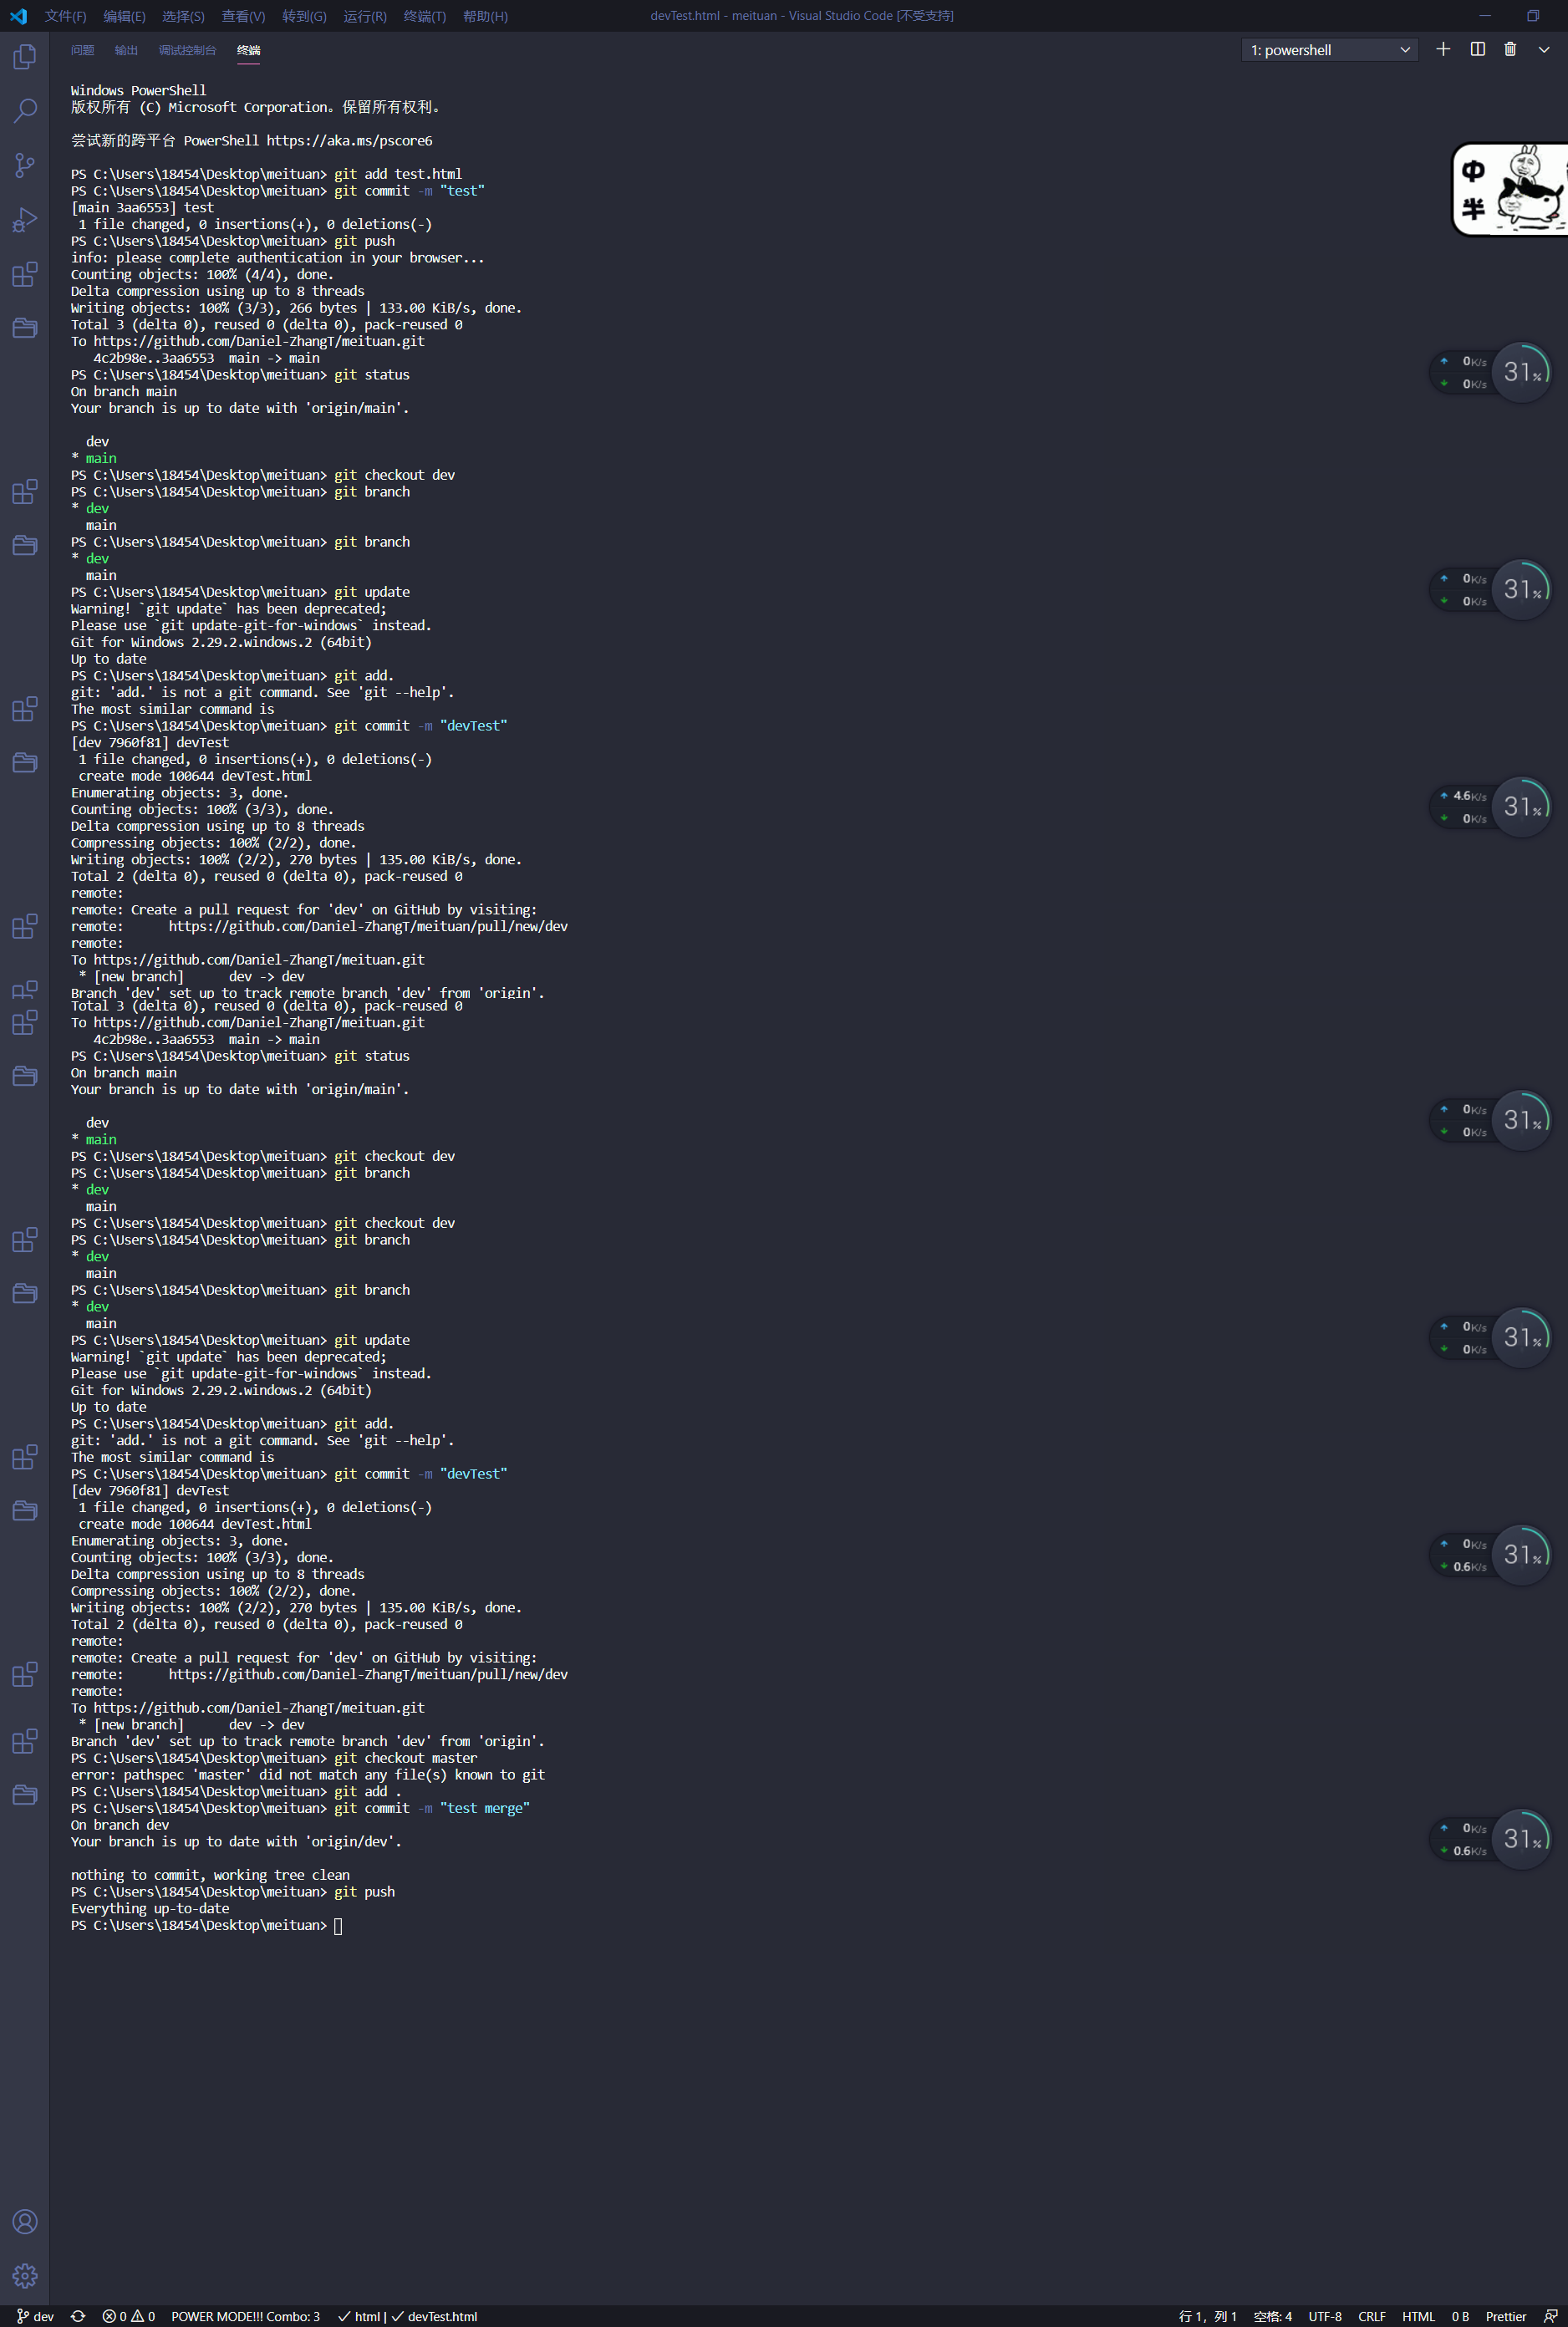 文件(F) 编辑(E) 选择(S) 查看(V) 转到(G) 运行(R) 终端(T) 帮助(H) devTest.html - meituan - Visual Studio Code [不受支持]
问题 输出 调试控制台 终端 1: powershell
Windows PowerShell
版权所有 (C) Microsoft Corporation。保留所有权利。
尝试新的跨平台 PowerShell https://aka.ms/pscore6
PS C:\Users\18454\Desktop\meituan> git add test.html
PS C:\Users\18454\Desktop\meituan> git commit -m "test"
[main 3aa6553] test
1 file changed, 0 insertions(+), 0 deletions(-)
PS C:\Users\18454\Desktop\meituan> git push
info: please complete authentication in your browser...
Counting objects: 100% (4/4), done.
Delta compression using up to 8 threads
Writing objects: 100% (3/3), 266 bytes | 133.00 KiB/s, done.
Total 3 (delta 0), reused 0 (delta 0), pack-reused 0
To https://github.com/Daniel-ZhangT/meituan.git
4c2b98e..3aa6553  main -> main
PS C:\Users\18454\Desktop\meituan> git status
On branch main
Your branch is up to date with 'origin/main'.
dev
* main
PS C:\Users\18454\Desktop\meituan> git checkout dev
PS C:\Users\18454\Desktop\meituan> git branch
* dev
main
PS C:\Users\18454\Desktop\meituan> git branch
* dev
main
PS C:\Users\18454\Desktop\meituan> git update
Warning! `git update` has been deprecated;
Please use `git update-git-for-windows` instead.
Git for Windows 2.29.2.windows.2 (64bit)
Up to date
PS C:\Users\18454\Desktop\meituan> git add.
git: 'add.' is not a git command. See 'git --help'.
The most similar command is
PS C:\Users\18454\Desktop\meituan> git commit -m "devTest"
[dev 7960f81] devTest
1 file changed, 0 insertions(+), 0 deletions(-)
create mode 100644 devTest.html
Enumerating objects: 3, done.
Counting objects: 100% (3/3), done.
Delta compression using up to 8 threads
Compressing objects: 100% (2/2), done.
Writing objects: 100% (2/2), 270 bytes | 135.00 KiB/s, done.
Total 2 (delta 0), reused 0 (delta 0), pack-reused 0
remote:
remote: Create a pull request for 'dev' on GitHub by visiting:
remote:      https://github.com/Daniel-ZhangT/meituan/pull/new/dev
remote:
To https://github.com/Daniel-ZhangT/meituan.git
* [new branch]      dev -> dev
Branch 'dev' set up to track remote branch 'dev' from 'origin'.
Total 3 (delta 0), reused 0 (delta 0), pack-reused 0
To https://github.com/Daniel-ZhangT/meituan.git
4c2b98e..3aa6553  main -> main
PS C:\Users\18454\Desktop\meituan> git status
On branch main
Your branch is up to date with 'origin/main'.
dev
* main
PS C:\Users\18454\Desktop\meituan> git checkout dev
PS C:\Users\18454\Desktop\meituan> git branch
* dev
main
PS C:\Users\18454\Desktop\meituan> git checkout dev
PS C:\Users\18454\Desktop\meituan> git branch
* dev
main
PS C:\Users\18454\Desktop\meituan> git branch
* dev
main
PS C:\Users\18454\Desktop\meituan> git update
Warning! `git update` has been deprecated;
Please use `git update-git-for-windows` instead.
Git for Windows 2.29.2.windows.2 (64bit)
Up to date
PS C:\Users\18454\Desktop\meituan> git add.
git: 'add.' is not a git command. See 'git --help'.
The most similar command is
PS C:\Users\18454\Desktop\meituan> git commit -m "devTest"
[dev 7960f81] devTest
1 file changed, 0 insertions(+), 0 deletions(-)
create mode 100644 devTest.html
Enumerating objects: 3, done.
Counting objects: 100% (3/3), done.
Delta compression using up to 8 threads
Compressing objects: 100% (2/2), done.
Writing objects: 100% (2/2), 270 bytes | 135.00 KiB/s, done.
Total 2 (delta 0), reused 0 (delta 0), pack-reused 0
remote:
remote: Create a pull request for 'dev' on GitHub by visiting:
remote:      https://github.com/Daniel-ZhangT/meituan/pull/new/dev
remote:
To https://github.com/Daniel-ZhangT/meituan.git
* [new branch]      dev -> dev
Branch 'dev' set up to track remote branch 'dev' from 'origin'.
PS C:\Users\18454\Desktop\meituan> git checkout master
error: pathspec 'master' did not match any file(s) known to git
PS C:\Users\18454\Desktop\meituan> git add .
PS C:\Users\18454\Desktop\meituan> git commit -m "test merge"
On branch dev
Your branch is up to date with 'origin/dev'.
nothing to commit, working tree clean
PS C:\Users\18454\Desktop\meituan> git push
Everything up-to-date
PS C:\Users\18454\Desktop\meituan>
中
半
0K/s
0K/s
31%
0K/s
0K/s
31%
4.6K/s
0K/s
31%
0K/s
0K/s
31%
0K/s
0K/s
31%
0K/s
0.6K/s
31%
0K/s
0.6K/s
31%
dev 0 0 POWER MODE!!! Combo: 3 html | devTest.html 行 1，列 1 空格: 4 UTF-8 CRLF HTML 0 B Prettier